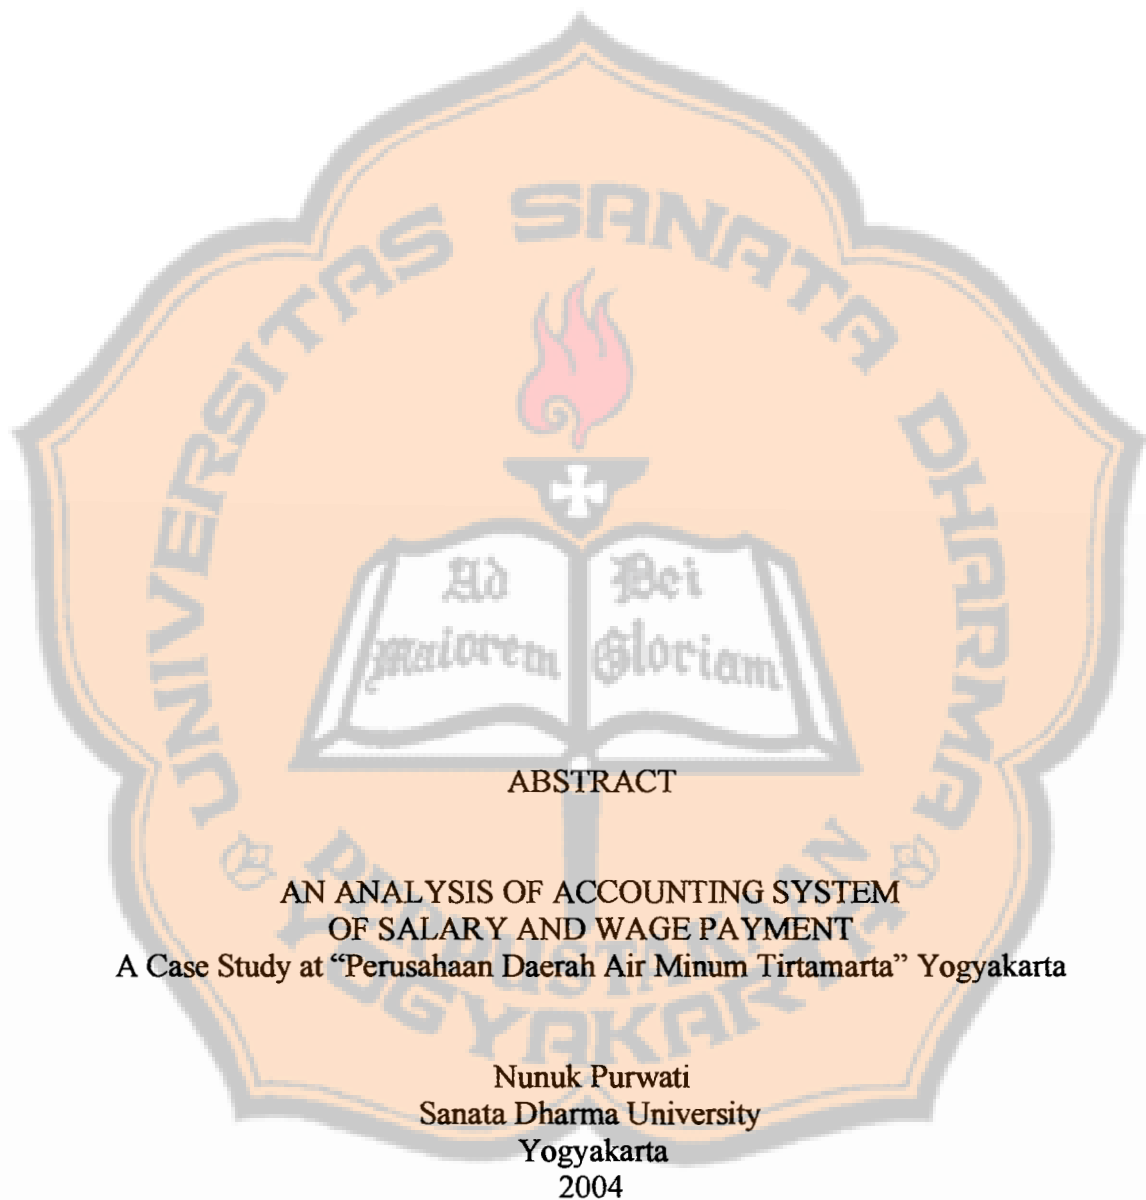 UNIVERSITAS SANATA DHARMA
Ad
Maiorem
Dei
Gloriam
PERPUSTAKAAN
YOGYAKARTA
ABSTRACT
AN ANALYSIS OF ACCOUNTING SYSTEM
OF SALARY AND WAGE PAYMENT
A Case Study at “Perusahaan Daerah Air Minum Tirtamarta” Yogyakarta
Nunuk Purwati
Sanata Dharma University
Yogyakarta
2004